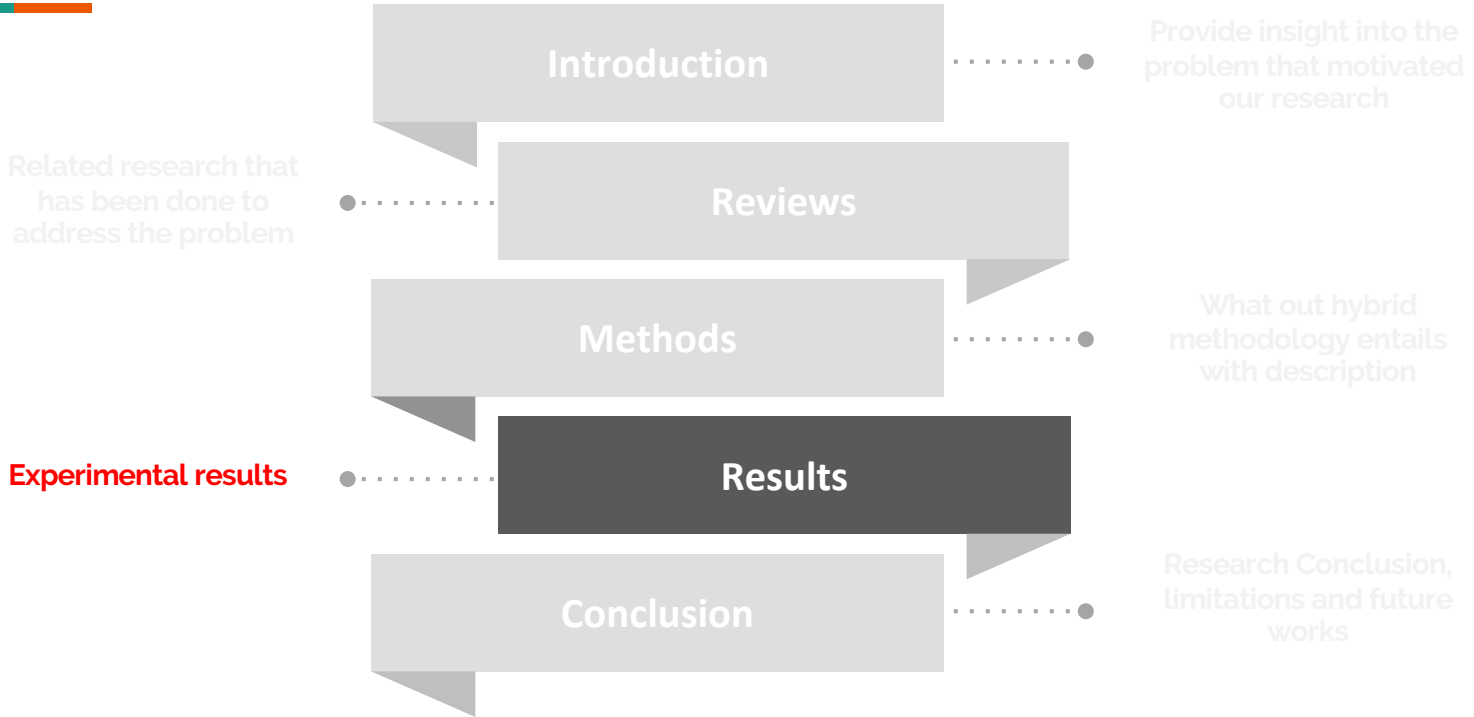 Introduction
Provide insight into the
problem that motivated
our research
Related research that
has been done to
address the problem
Reviews
Methods
What out hybrid
methodology entails
with description
Experimental results
Results
Conclusion
Research Conclusion,
limitations and future
works